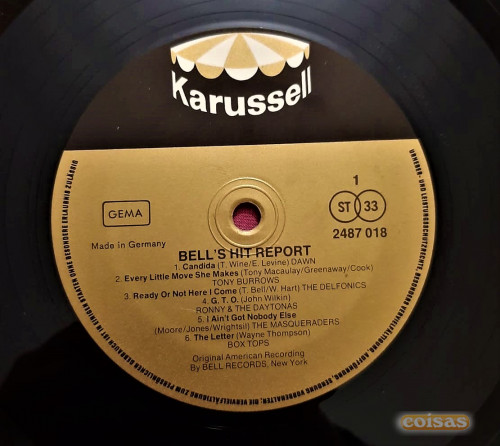 Karussell
GEMA
1
ST 33
Made in Germany
2487 018
BELL'S HIT REPORT
1. Candida (T. Wine/E. Levine) DAWN
2. Every Little Move She Makes (Tony Macaulay/Greenaway/Cook)
TONY BURROWS
3. Ready Or Not Here I Come (T. Bell/W. Hart) THE DELFONICS
4. G. T. O. (John Wilkin)
RONNY & THE DAYTONAS
5. I Ain't Got Nobody Else
(Moore/Jones/Wrightsil) THE MASQUERADERS
6. The Letter (Wayne Thompson)
BOX TOPS
Original American Recording
By BELL RECORDS, New York
coisas